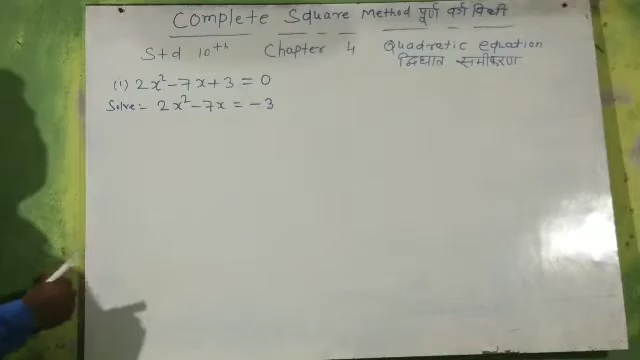 Complete Square Method पूर्ण वर्ग विधी
Std 10th Chapter 4 Quadratic equation
द्विघात समीकरण
(1) 2x² - 7x + 3 = 0
Solve:- 2x² - 7x = -3